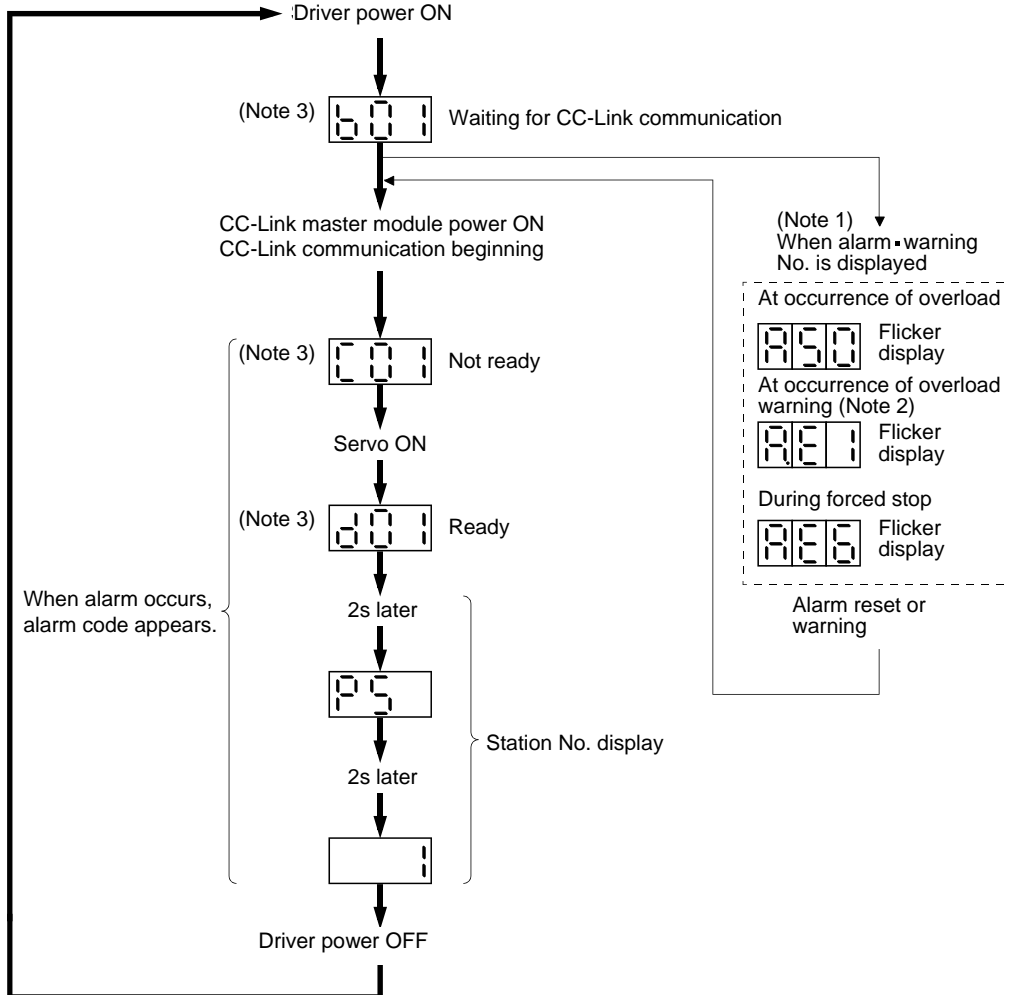 Driver power ON
(Note 3)
b01
Waiting for CC-Link communication
CC-Link master module power ON
CC-Link communication beginning
(Note 1)
When alarm·warning
No. is displayed
At occurrence of overload
A50
Flicker
display
At occurrence of overload
warning (Note 2)
A.E1
Flicker
display
During forced stop
AE6
Flicker
display
Alarm reset or
warning
(Note 3)
C01
Not ready
Servo ON
(Note 3)
d01
Ready
When alarm occurs,
alarm code appears.
2s later
PS
Station No. display
2s later
1
Driver power OFF